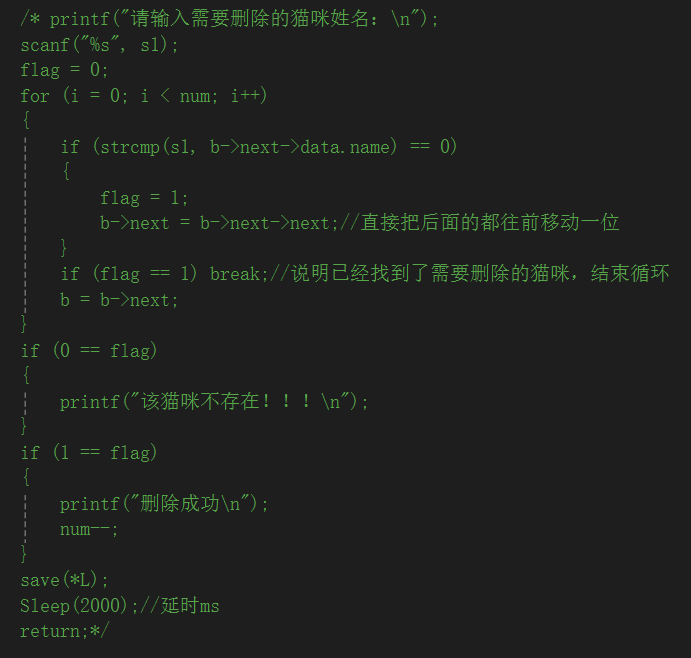 /* printf("请输入需要删除的猫咪姓名：\n");
scanf("%s", s1);
flag = 0;
for (i = 0; i < num; i++)
{
    if (strcmp(s1, b->next->data.name) == 0)
    {
        flag = 1;
        b->next = b->next->next;//直接把后面的都往前移动一位
    }
    if (flag == 1) break;//说明已经找到了需要删除的猫咪，结束循环
    b = b->next;
}
if (0 == flag)
{
    printf("该猫咪不存在！！！\n");
}
if (1 == flag)
{
    printf("删除成功\n");
    num--;
}
save(*L);
Sleep(2000);//延时ms
return;*/